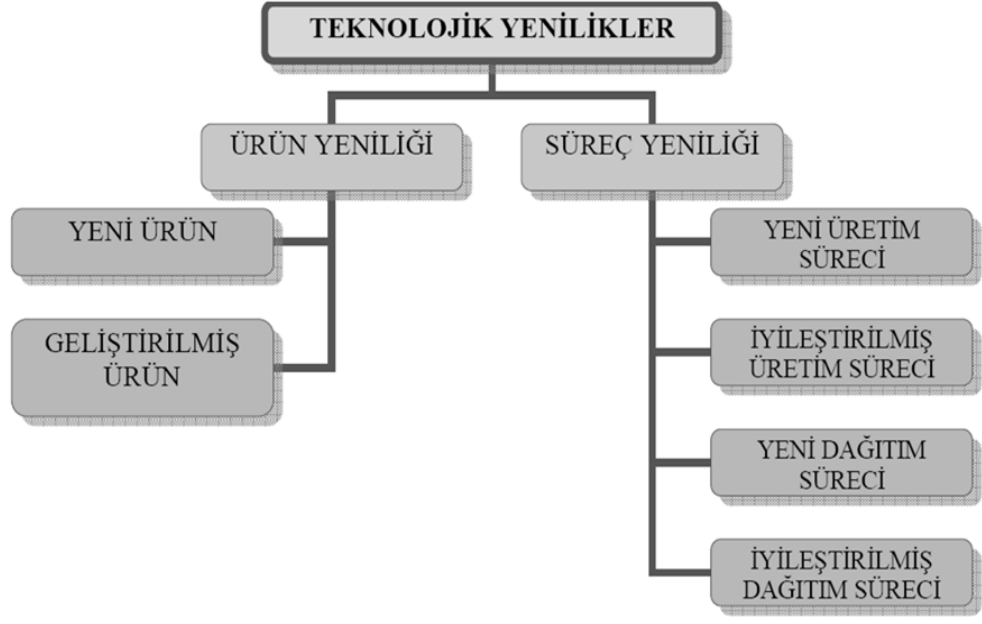 TEKNOLOJİK YENİLİKLER
ÜRÜN YENİLİĞİ
YENİ ÜRÜN
GELİŞTİRİLMİŞ
ÜRÜN
SÜREÇ YENİLİĞİ
YENİ ÜRETİM
SÜRECİ
İYİLEŞTİRİLMİŞ
ÜRETİM SÜRECİ
YENİ DAĞITIM
SÜRECİ
İYİLEŞTİRİLMİŞ
DAĞITIM SÜRECİ